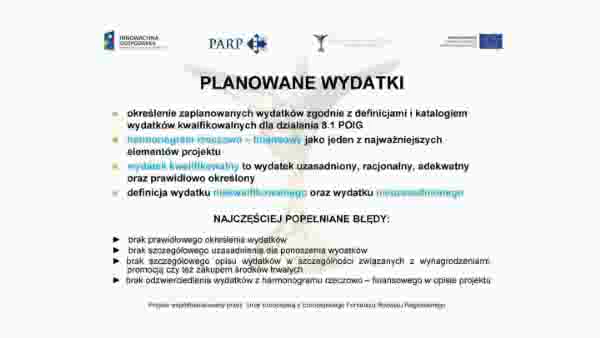 INNOWACYJNA
GOSPODARKA
PARP
PLANOWANE WYDATKI
określenie zaplanowanych wydatków zgodnie z definicjami i katalogiem
wydatków kwalifikowalnych dla działania 8.1 POIG
harmonogram rzeczowo – finansowy jako jeden z najważniejszych
elementów projektu
wydatek kwalifikowalny to wydatek uzasadniony, racjonalny, adekwatny
oraz prawidłowo określony
definicja wydatku niekwalifikowalnego oraz wydatku nieuzasadnionego
NAJCZĘŚCIEJ POPEŁNIANE BŁĘDY:
► brak prawidłowego określenia wydatków
► brak szczegółowego uzasadnienia dla ponoszenia wydatków
► brak szczegółowego opisu wydatków w szczególności związanych z wynagrodzeniami,
promocją czy też zakupem środków trwałych
► brak odzwierciedlenia wydatków z harmonogramu rzeczowo – finansowego w opisie projektu
Projekt współfinansowany przez Unię Europejską z Europejskiego Funduszu Rozwoju Regionalnego